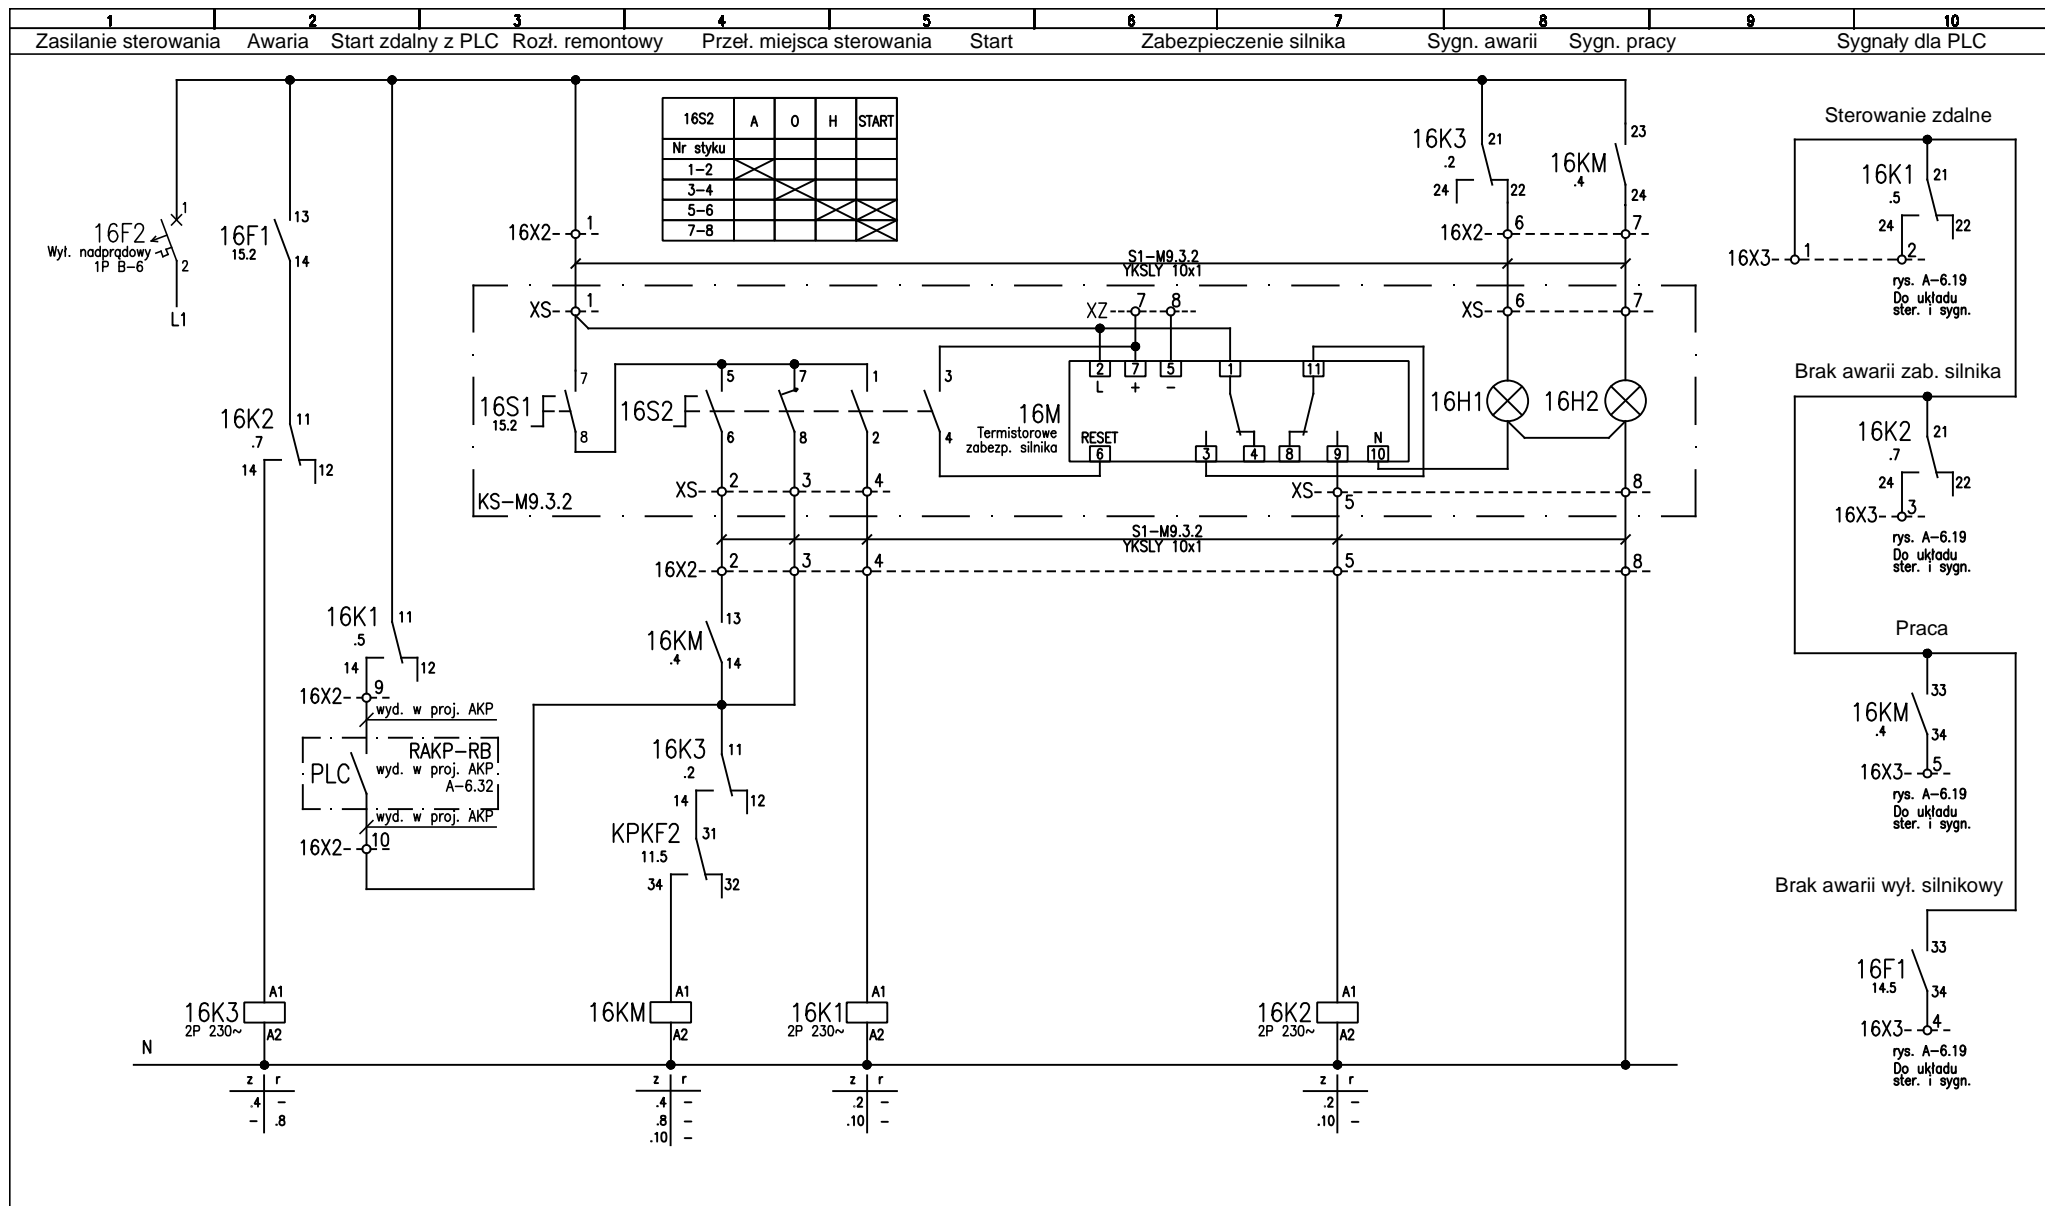 1 2 3 4 5 6 7 8 9 10
Zasilanie sterowania Awaria Start zdalny z PLC Rozł. remontowy Przeł. miejsca sterowania Start Zabezpieczenie silnika Sygn. awarii Sygn. pracy Sygnały dla PLC
16S2 A O H START
Nr styku
1-2
3-4
5-6
7-8
1
16F2
Wył. nadprądowy
1P B-6
2
L1
13
16F1
15.2
14
16K2
.7
11
14
12
16K1
.5
11
14
12
16X2 9
wyd. w proj. AKP
RAKP-RB
PLC
wyd. w proj. AKP
A-6.32
wyd. w proj. AKP
16X2 10
16X2 1
S1-M9.3.2
YKSLY 10x1
XS 1
7
16S1
15.2
8
16S2
5
6
7
8
1
2
3
4
XS 2 3 4
KS-M9.3.2
XZ 7 8
2 7 5 1 11
L + -
16M
Termistorowe
zabezp. silnika
RESET
N
6 3 4 8 9 10
XS 5 8
S1-M9.3.2
YKSLY 10x1
16X2 2 3 4 5 8
16K3
.2
21
24
22
16KM
.4
23
24
16X2 6 7
XS 6 7
16H1
16H2
16KM
.4
13
14
16K3
.2
11
14
12
KPKF2
11.5
31
34
32
16K3
2P 230~
A1
A2
16KM
A1
A2
16K1
2P 230~
A1
A2
16K2
2P 230~
A1
A2
N
z r
.4 -
- .8
z r
.4 -
.8 -
.10 -
z r
.2 -
.10 -
z r
.2 -
.10 -
Sterowanie zdalne
16K1
.5
21
24
22
16X3 1 2
rys. A-6.19
Do układu
ster. i sygn.
Brak awarii zab. silnika
16K2
.7
21
24
22
16X3 3
rys. A-6.19
Do układu
ster. i sygn.
Praca
33
16KM
.4
34
16X3 5
rys. A-6.19
Do układu
ster. i sygn.
Brak awarii wył. silnikowy
33
16F1
14.5
34
16X3 4
rys. A-6.19
Do układu
ster. i sygn.